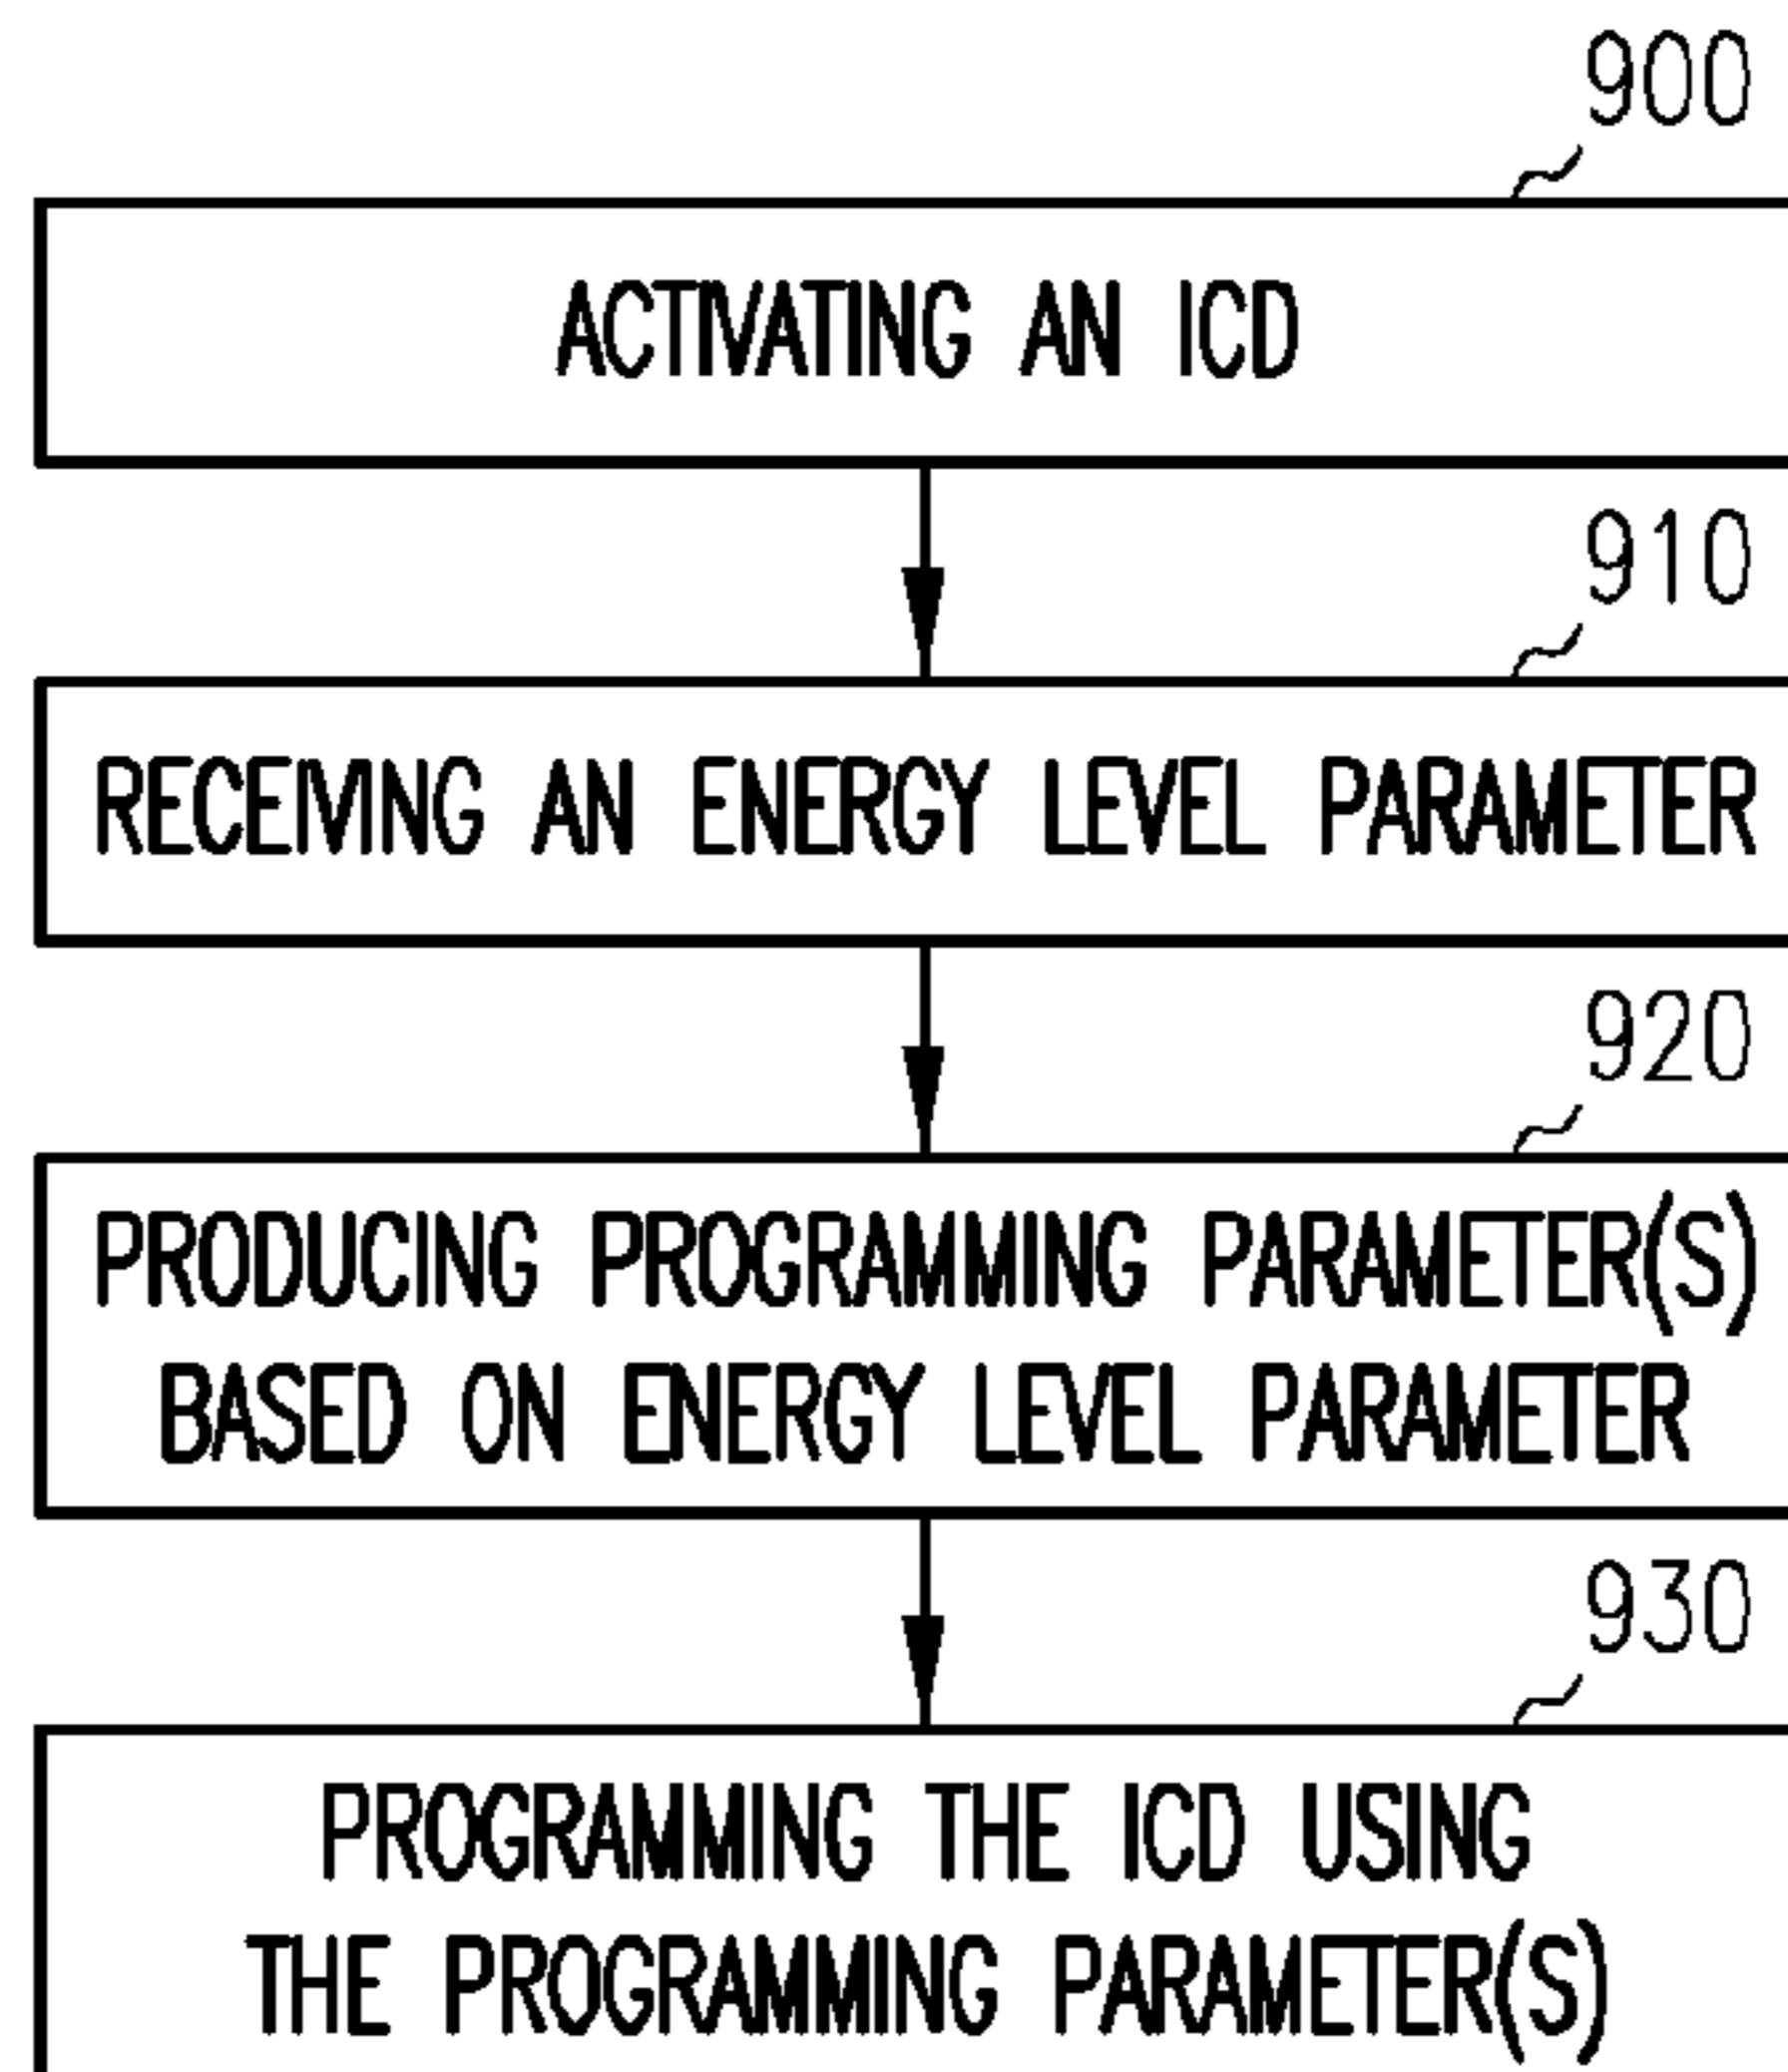 900
ACTIVATING AN ICD
910
RECEIVING AN ENERGY LEVEL PARAMETER
920
PRODUCING PROGRAMMING PARAMETER(S)
BASED ON ENERGY LEVEL PARAMETER
930
PROGRAMMING THE ICD USING
THE PROGRAMMING PARAMETER(S)